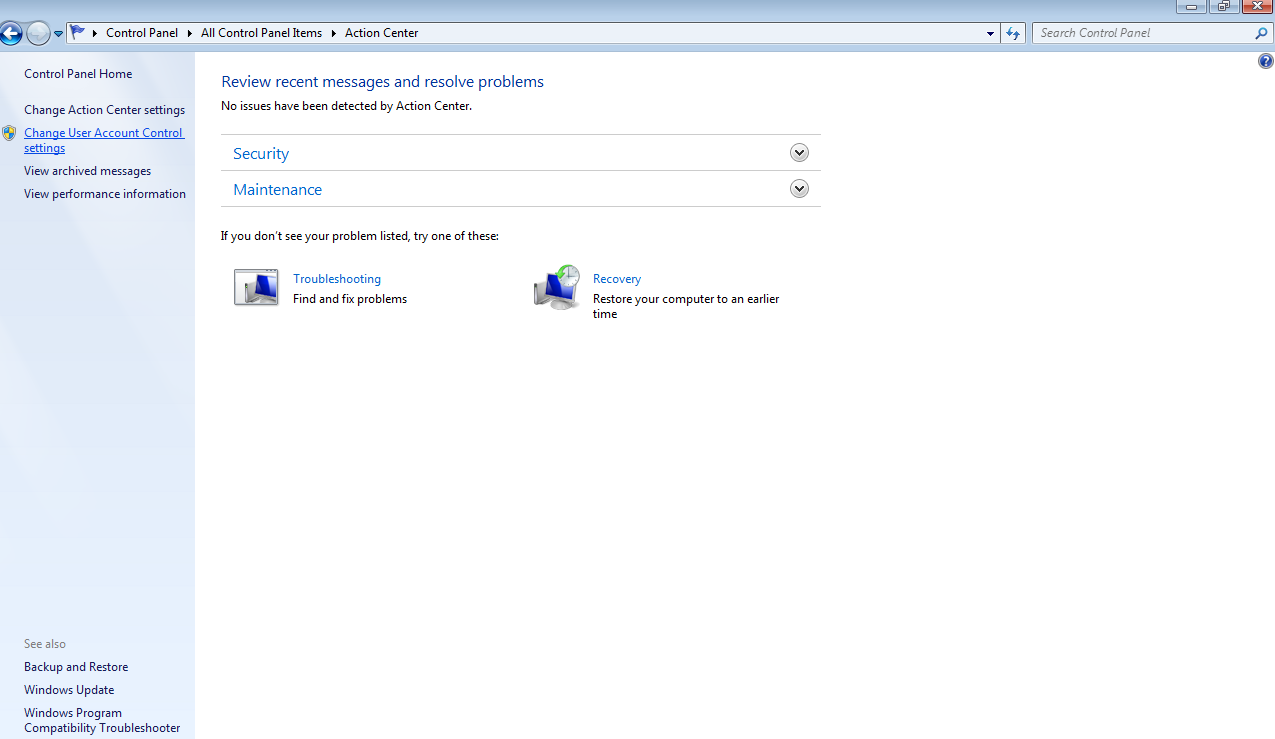 Control Panel All Control Panel Items Action Center
Search Control Panel
Control Panel Home
Change Action Center settings
Change User Account Control
settings
View archived messages
View performance information
Review recent messages and resolve problems
No issues have been detected by Action Center.
Security
Maintenance
If you don't see your problem listed, try one of these:
Troubleshooting
Find and fix problems
Recovery
Restore your computer to an earlier
time
See also
Backup and Restore
Windows Update
Windows Program
Compatibility Troubleshooter